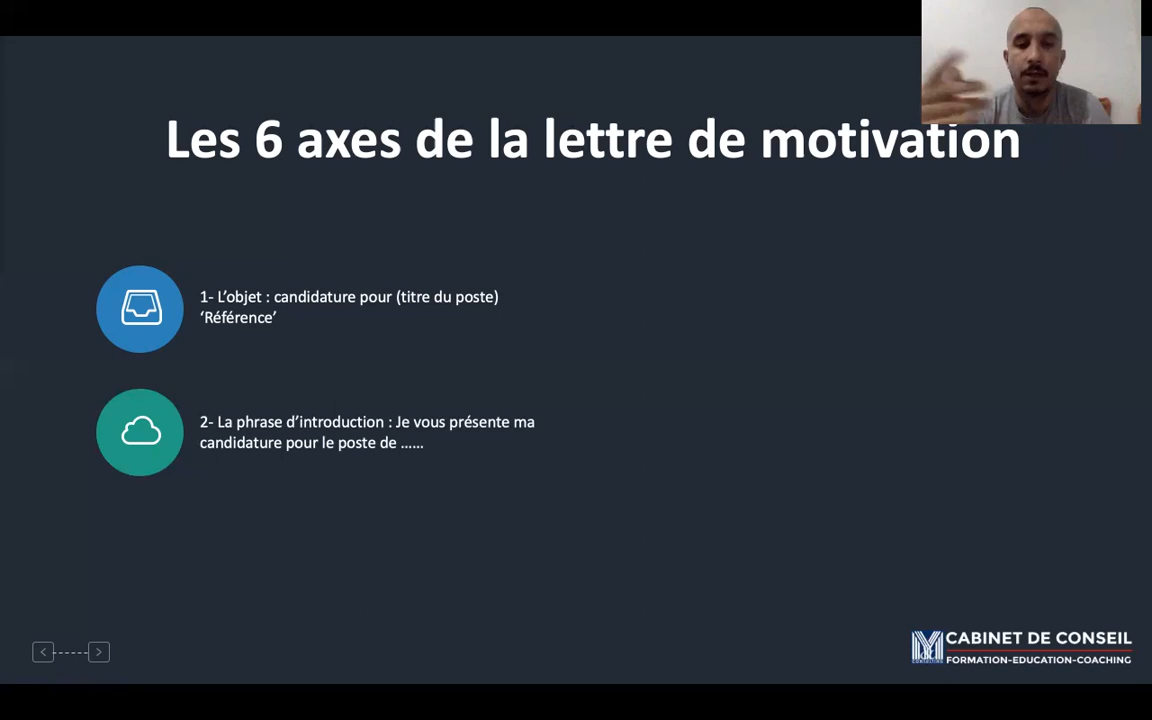 Les 6 axes de la lettre de motivation
1- L’objet : candidature pour (titre du poste)
‘Référence’
2- La phrase d’introduction : Je vous présente ma
candidature pour le poste de ......
CABINET DE CONSEIL
CONSULTING
FORMATION-EDUCATION-COACHING